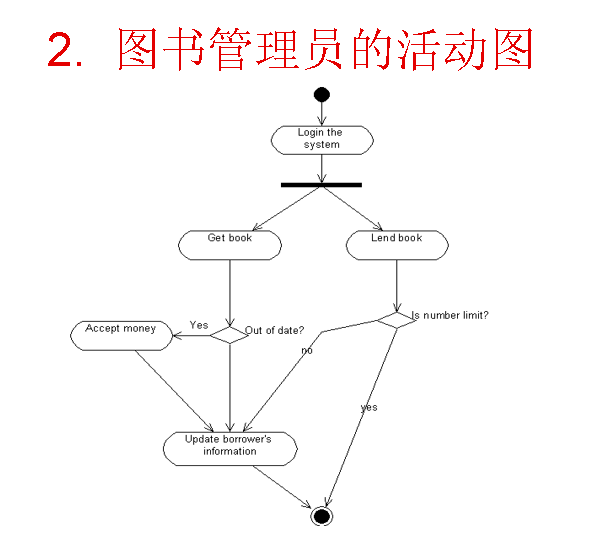 2. 图书管理员的活动图
Login the
system
Get book
Lend book
Is number limit?
Accept money
Yes
Out of date?
no
yes
Update borrower's
information